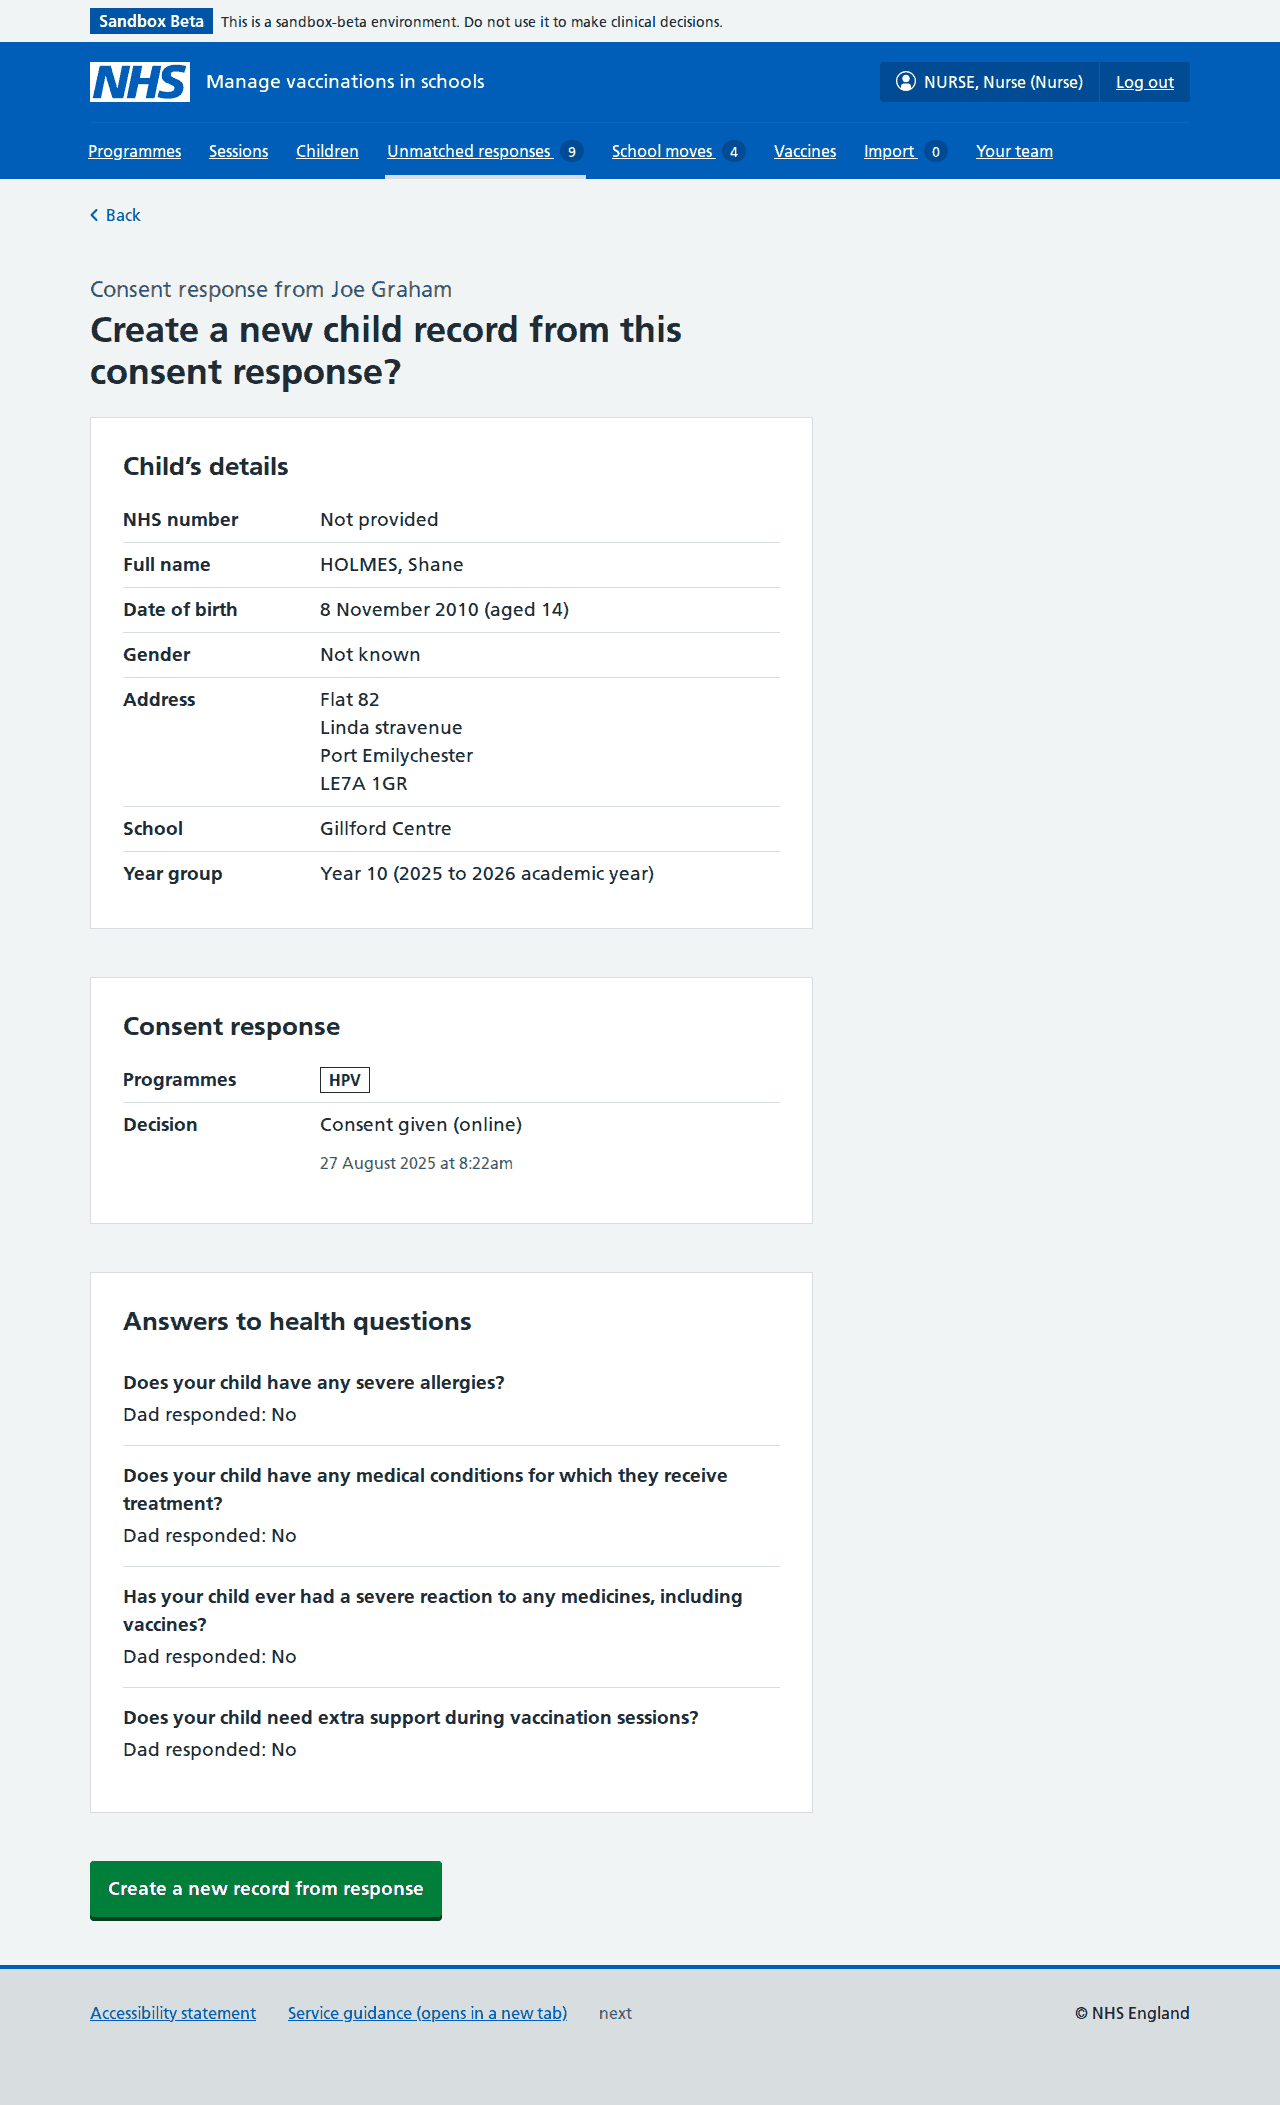 Sandbox Beta This is a sandbox-beta environment. Do not use it to make clinical decisions.
NHS Manage vaccinations in schools NURSE, Nurse (Nurse) Log out
Programmes Sessions Children Unmatched responses 9 School moves 4 Vaccines Import 0 Your team
Back
Consent response from Joe Graham
Create a new child record from this
consent response?
Child’s details
NHS number Not provided
Full name HOLMES, Shane
Date of birth 8 November 2010 (aged 14)
Gender Not known
Address Flat 82
Linda stravenue
Port Emilychester
LE7A 1GR
School Gillford Centre
Year group Year 10 (2025 to 2026 academic year)
Consent response
Programmes HPV
Decision Consent given (online)
27 August 2025 at 8:22am
Answers to health questions
Does your child have any severe allergies?
Dad responded: No
Does your child have any medical conditions for which they receive
treatment?
Dad responded: No
Has your child ever had a severe reaction to any medicines, including
vaccines?
Dad responded: No
Does your child need extra support during vaccination sessions?
Dad responded: No
Create a new record from response
Accessibility statement Service guidance (opens in a new tab) next © NHS England